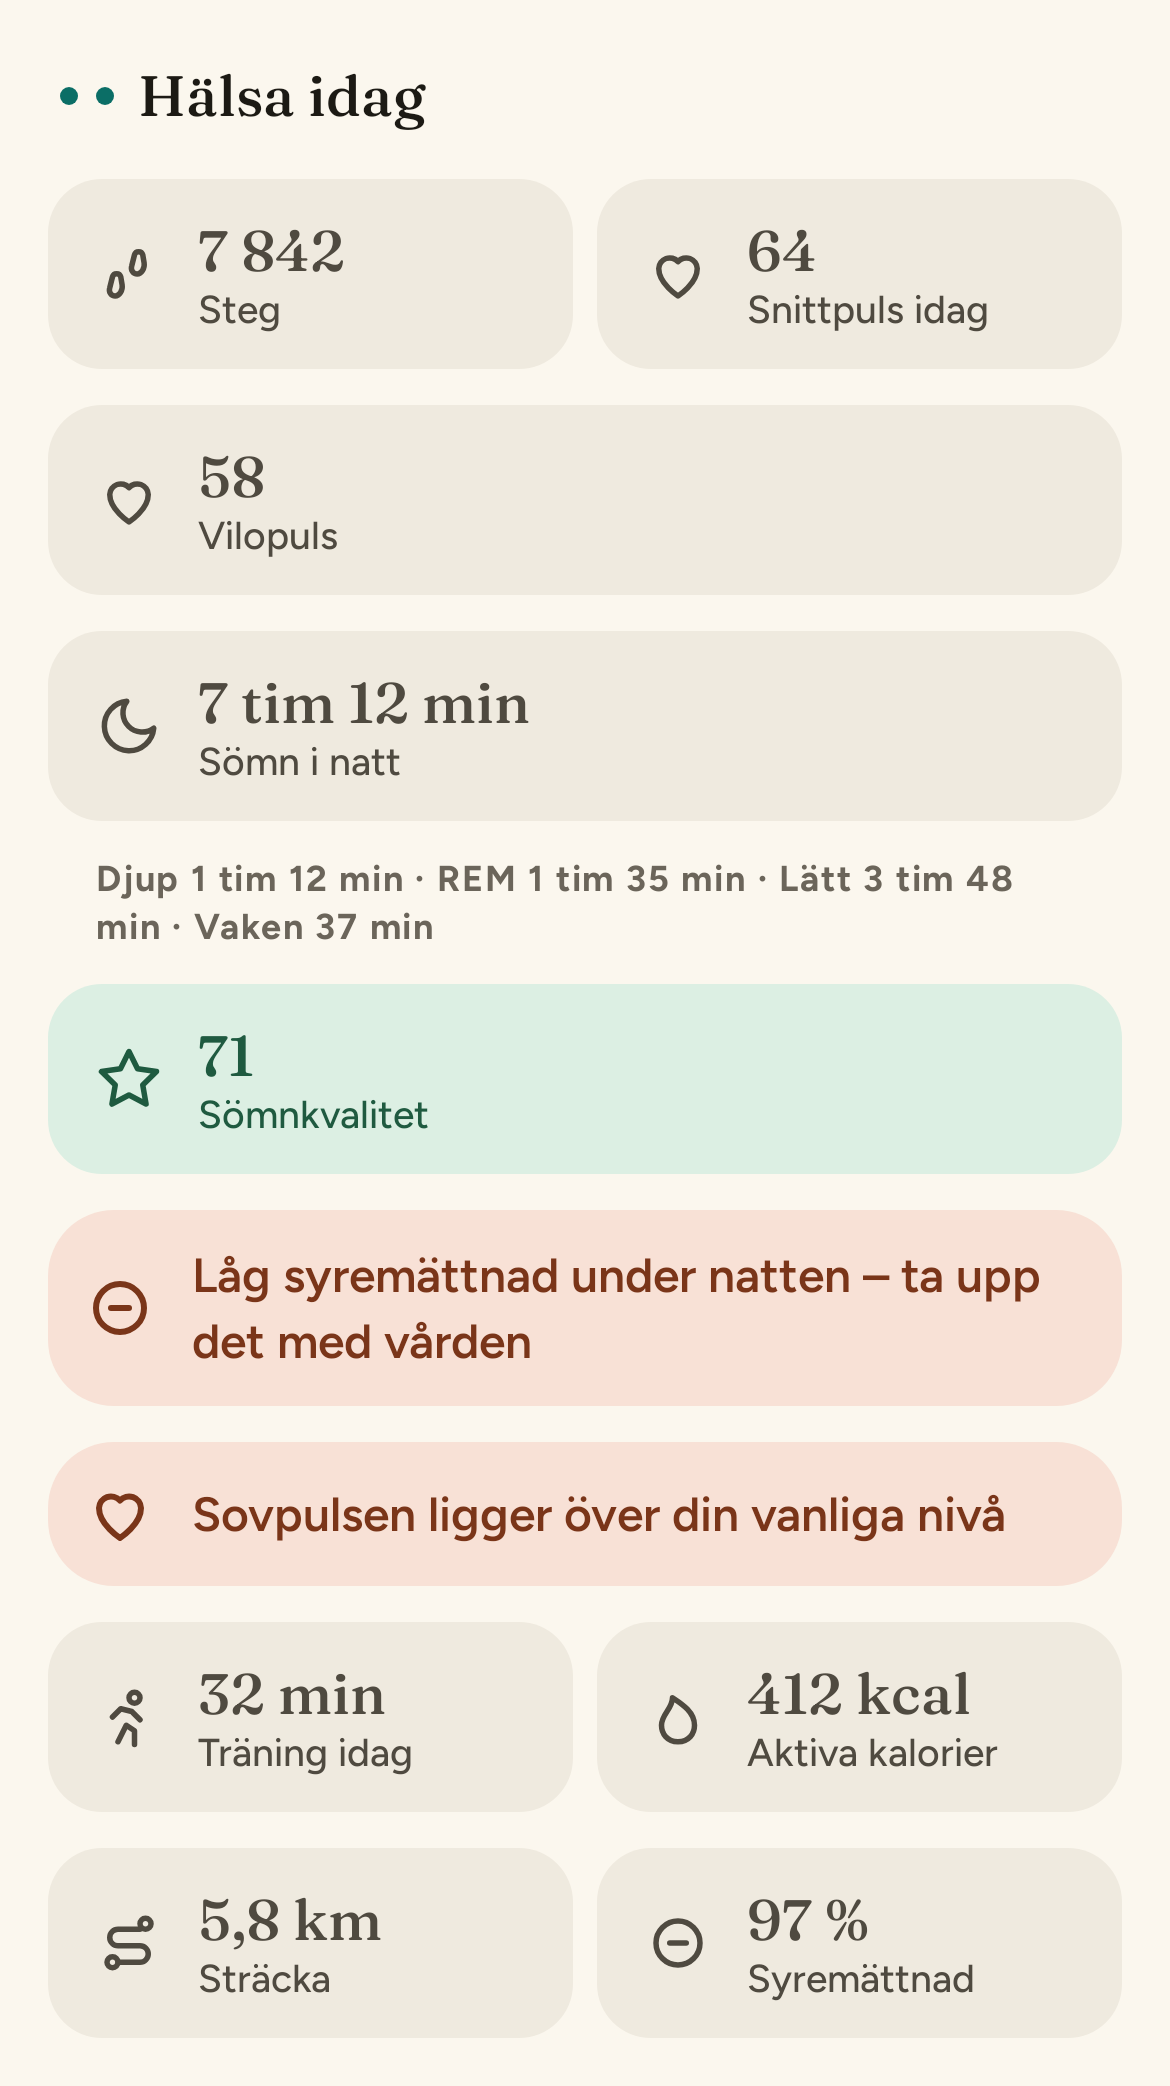 Hälsa idag
7 842
Steg
64
Snittpuls idag
58
Vilopuls
7 tim 12 min
Sömn i natt
Djup 1 tim 12 min · REM 1 tim 35 min · Lätt 3 tim 48
min · Vaken 37 min
71
Sömnkvalitet
Låg syremättnad under natten – ta upp
det med vården
Sovpulsen ligger över din vanliga nivå
32 min
Träning idag
412 kcal
Aktiva kalorier
5,8 km
Sträcka
97 %
Syremättnad